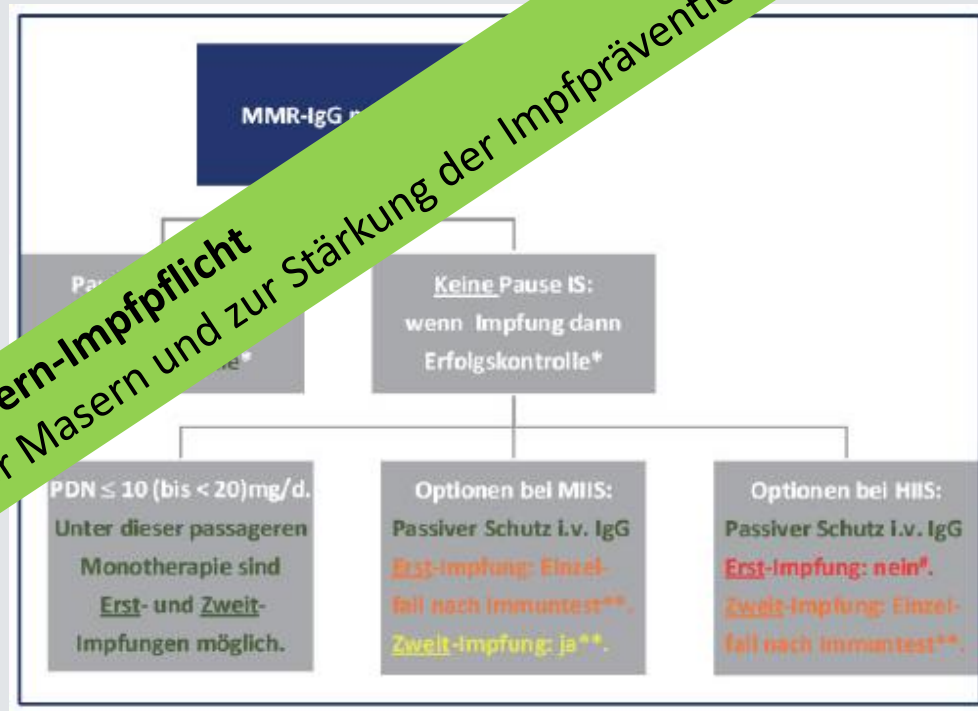 MMR-IgG
ern-Impfpflicht
r Masern und zur Stärkung der Impfpräventio
Keine Pause IS:
wenn Impfung dann
Erfolgskontrolle*
PDN ≤ 10 (bis < 20)mg/d.
Unter dieser passageren
Monotherapie sind
Erst- und Zweit-
Impfungen möglich.
Optionen bei MIIS:
Passiver Schutz i.v. IgG
Erst-Impfung: Einzel-
fall nach Immuntest**.
Zweit-Impfung: ja**.
Optionen bei HIIS:
Passiver Schutz i.v. IgG
Erst-Impfung: nein#.
Zweit-Impfung: Einzel-
fall nach Immuntest**.